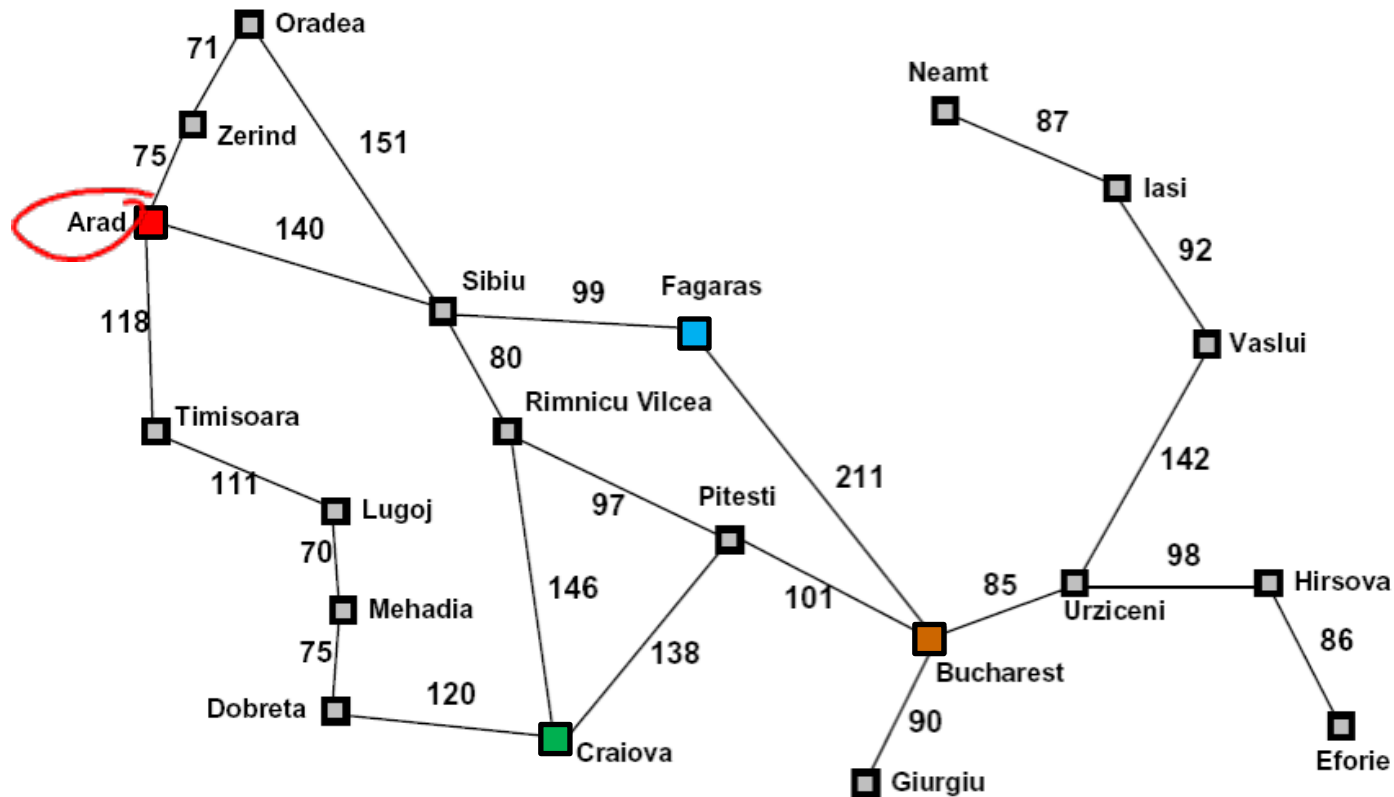 Oradea
71
Neamt
87
Zerind
151
75
Iasi
Arad
140
92
Sibiu
99
Fagaras
118
Vaslui
80
Rimnicu Vilcea
Timisoara
142
211
111
97
Pitesti
Lugoj
70
98
146
101
85
Hirsova
Mehadia
Urziceni
75
138
86
Bucharest
120
Dobreta
90
Craiova
Eforie
Giurgiu